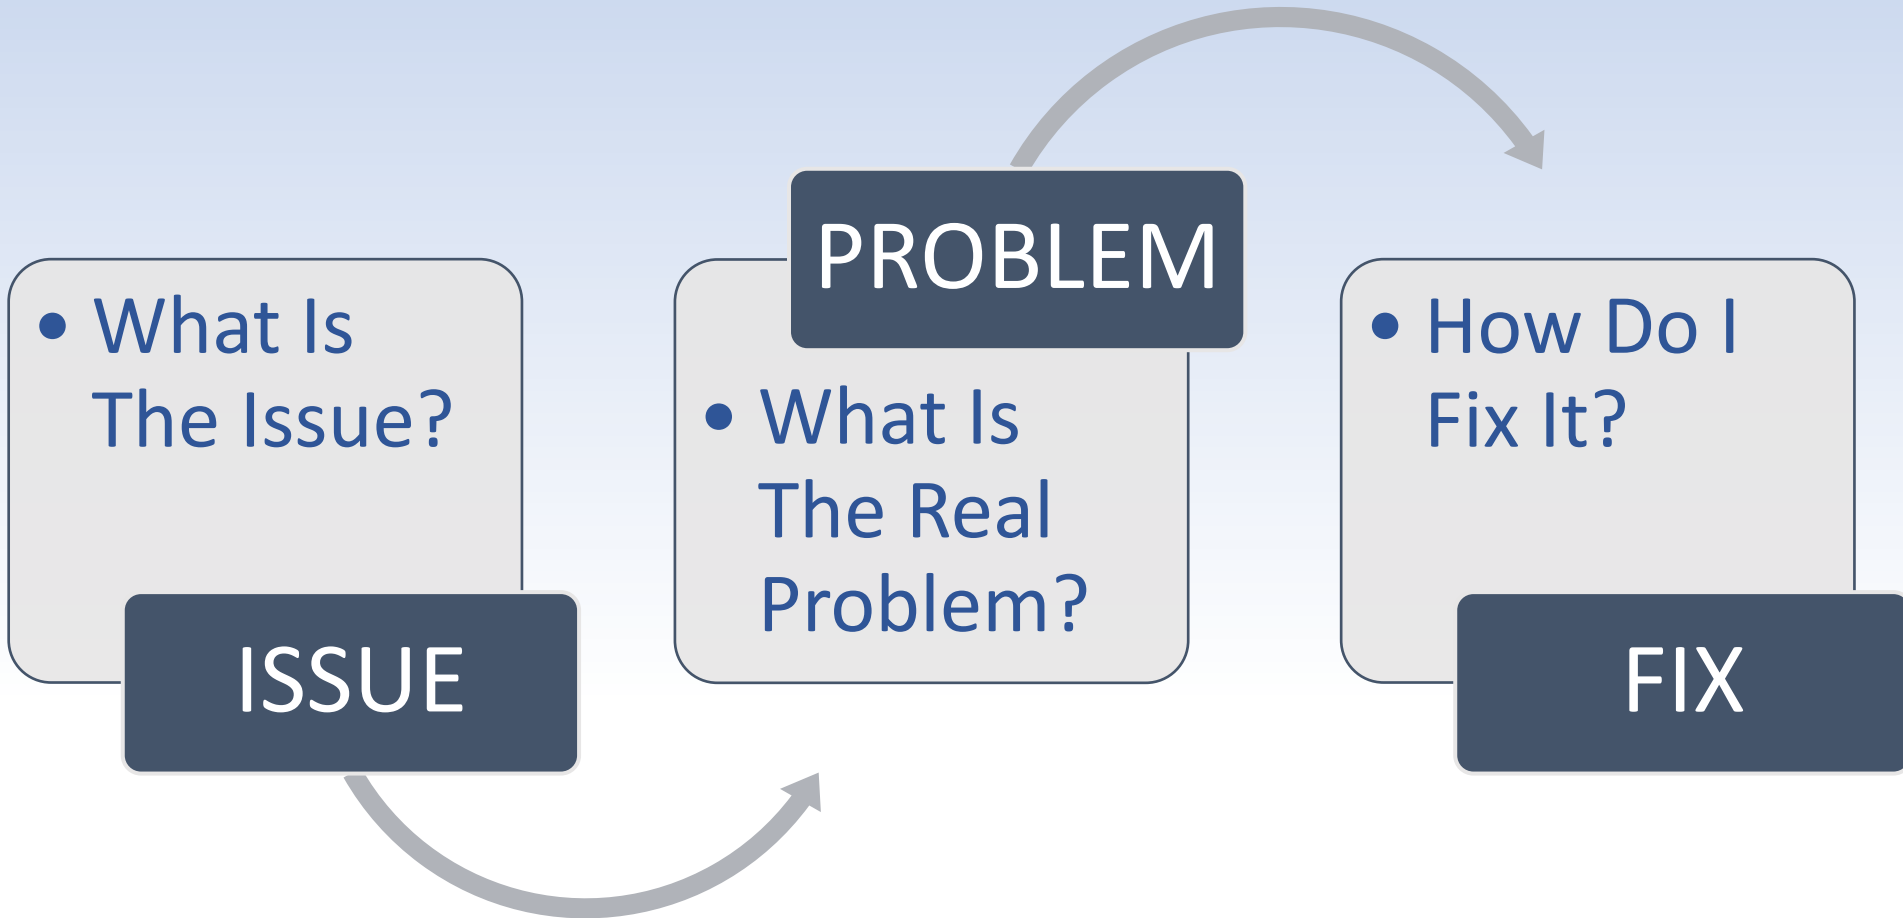 • What Is
The Issue?
ISSUE
PROBLEM
• What Is
The Real
Problem?
• How Do I
Fix It?
FIX